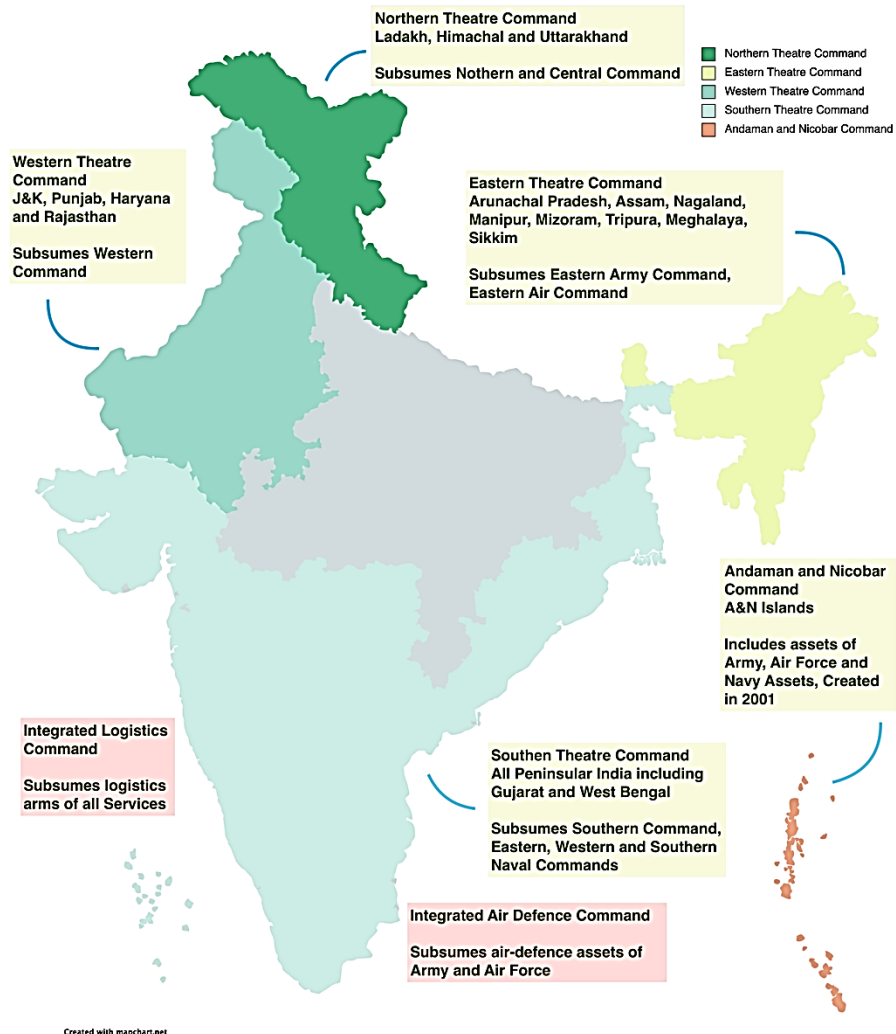 Northern Theatre Command
Ladakh, Himachal and Uttarakhand
Subsumes Nothern and Central Command
Northern Theatre Command
Eastern Theatre Command
Western Theatre Command
Southern Theatre Command
Andaman and Nicobar Command
Western Theatre
Command
J&K, Punjab, Haryana
and Rajasthan
Subsumes Western
Command
Eastern Theatre Command
Arunachal Pradesh, Assam, Nagaland,
Manipur, Mizoram, Tripura, Meghalaya,
Sikkim
Subsumes Eastern Army Command,
Eastern Air Command
Andaman and Nicobar
Command
A&N Islands
Includes assets of
Army, Air Force and
Navy Assets, Created
in 2001
Integrated Logistics
Command
Subsumes logistics
arms of all Services
Southen Theatre Command
All Peninsular India including
Gujarat and West Bengal
Subsumes Southern Command,
Eastern, Western and Southern
Naval Commands
Integrated Air Defence Command
Subsumes air-defence assets of
Army and Air Force
Created with mapchart.net